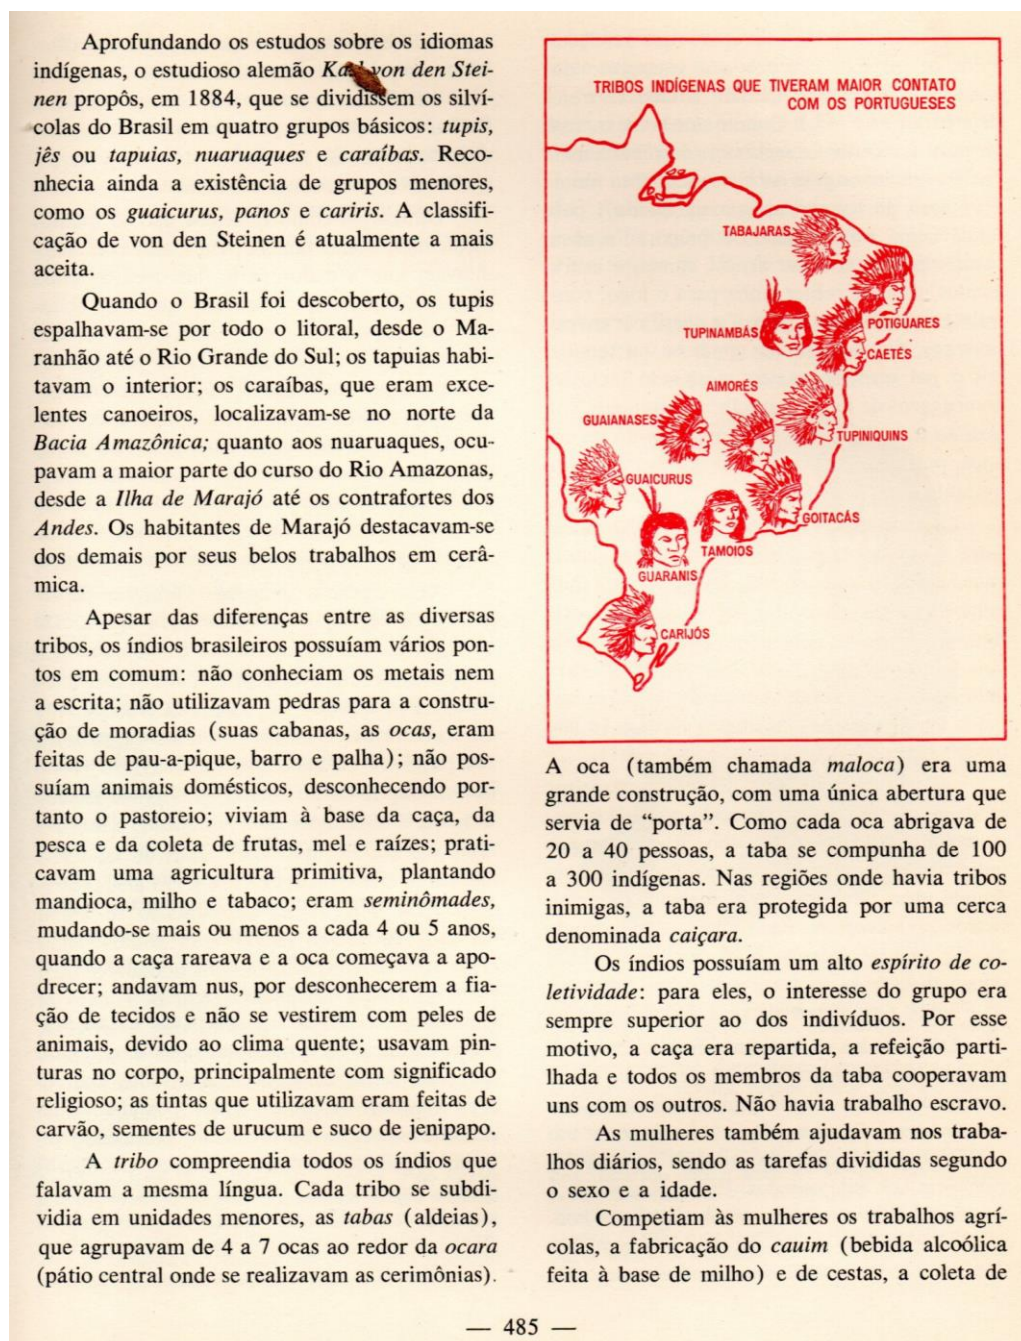 Aprofundando os estudos sobre os idiomas
indígenas, o estudioso alemão von den Stei-
nen propôs, em 1884, que se dividissem os silví-
colas do Brasil em quatro grupos básicos: tupis,
jês ou tapuias, nuaruaques e caraíbas. Reco-
nhecia ainda a existência de grupos menores,
como os guaicurus, panos e cariris. A classifi-
cação de von den Steinen é atualmente a mais
aceita.
Quando o Brasil foi descoberto, os tupis
espalhavam-se por todo o litoral, desde o Ma-
ranhão até o Rio Grande do Sul; os tapuias habi-
tavam o interior; os caraíbas, que eram exce-
lentes canoeiros, localizavam-se no norte da
Bacia Amazônica; quanto aos nuaruaques, ocu-
pavam a maior parte do curso do Rio Amazonas,
desde a Ilha de Marajó até os contrafortes dos
Andes. Os habitantes de Marajó destacavam-se
dos demais por seus belos trabalhos em cerâ-
mica.
Apesar das diferenças entre as diversas
tribos, os índios brasileiros possuíam vários pon-
tos em comum: não conheciam os metais nem
a escrita; não utilizavam pedras para a constru-
ção de moradias (suas cabanas, as ocas, eram
feitas de pau-a-pique, barro e palha); não pos-
suíam animais domésticos, desconhecendo por-
tanto o pastoreio; viviam à base da caça, da
pesca e da coleta de frutas, mel e raízes; prati-
cavam uma agricultura primitiva, plantando
mandioca, milho e tabaco; eram seminômades,
mudando-se mais ou menos a cada 4 ou 5 anos,
quando a caça rareava e a oca começava a apo-
drecer; andavam nus, por desconhecerem a fia-
ção de tecidos e não se vestirem com peles de
animais, devido ao clima quente; usavam pin-
turas no corpo, principalmente com significado
religioso; as tintas que utilizavam eram feitas de
carvão, sementes de urucum e suco de jenipapo.
A tribo compreendia todos os índios que
falavam a mesma língua. Cada tribo se subdi-
vidia em unidades menores, as tabas (aldeias),
que agrupavam de 4 a 7 ocas ao redor da ocara
(pátio central onde se realizavam as cerimônias).
TRIBOS INDÍGENAS QUE TIVERAM MAIOR CONTATO
COM OS PORTUGUESES
TABAJARAS
POTIGUARES
TUPINAMBÁS
CAETÉS
AIMORÉS
GUAIANASES
TUPINIQUINS
GUAICURUS
GOITACÁS
TAMOIOS
GUARANIS
CARIJÓS
A oca (também chamada maloca) era uma
grande construção, com uma única abertura que
servia de “porta”. Como cada oca abrigava de
20 a 40 pessoas, a taba se compunha de 100
a 300 indígenas. Nas regiões onde havia tribos
inimigas, a taba era protegida por uma cerca
denominada caiçara.
Os índios possuíam um alto espírito de co-
letividade: para eles, o interesse do grupo era
sempre superior ao dos indivíduos. Por esse
motivo, a caça era repartida, a refeição parti-
lhada e todos os membros da taba cooperavam
uns com os outros. Não havia trabalho escravo.
As mulheres também ajudavam nos traba-
lhos diários, sendo as tarefas divididas segundo
o sexo e a idade.
Competiam às mulheres os trabalhos agrí-
colas, a fabricação do cauim (bebida alcoólica
feita à base de milho) e de cestas, a coleta de
— 485 —